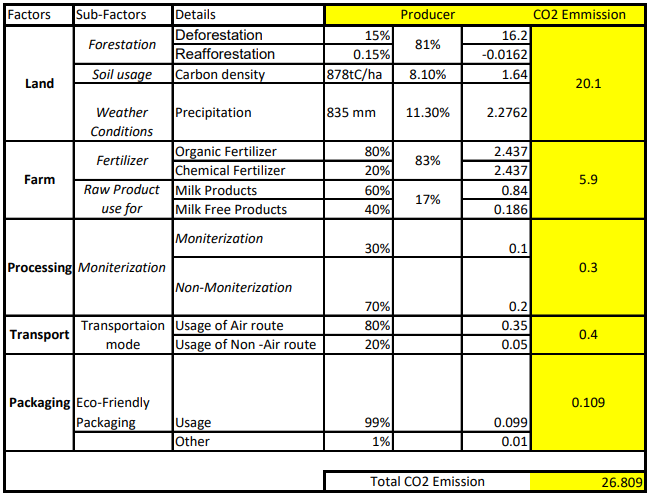 Factors Sub-Factors Details Producer CO2 Emmission
Land Forestation Deforestation 15% 81% 16.2 20.1
Reafforestation 0.15% -0.0162
Soil usage Carbon density 878tC/ha 8.10% 1.64
Weather Conditions Precipitation 835 mm 11.30% 2.2762
Farm Fertilizer Organic Fertilizer 80% 83% 2.437 5.9
Chemical Fertilizer 20% 2.437
Raw Product use for Milk Products 60% 17% 0.84
Milk Free Products 40% 0.186
Processing Moniterization Moniterization 30% 0.1 0.3
Non-Moniterization 70% 0.2
Transport Transportaion mode Usage of Air route 80% 0.35 0.4
Usage of Non -Air route 20% 0.05
Packaging Eco-Friendly Packaging Usage 99% 0.099 0.109
Other 1% 0.01
Total CO2 Emission 26.809